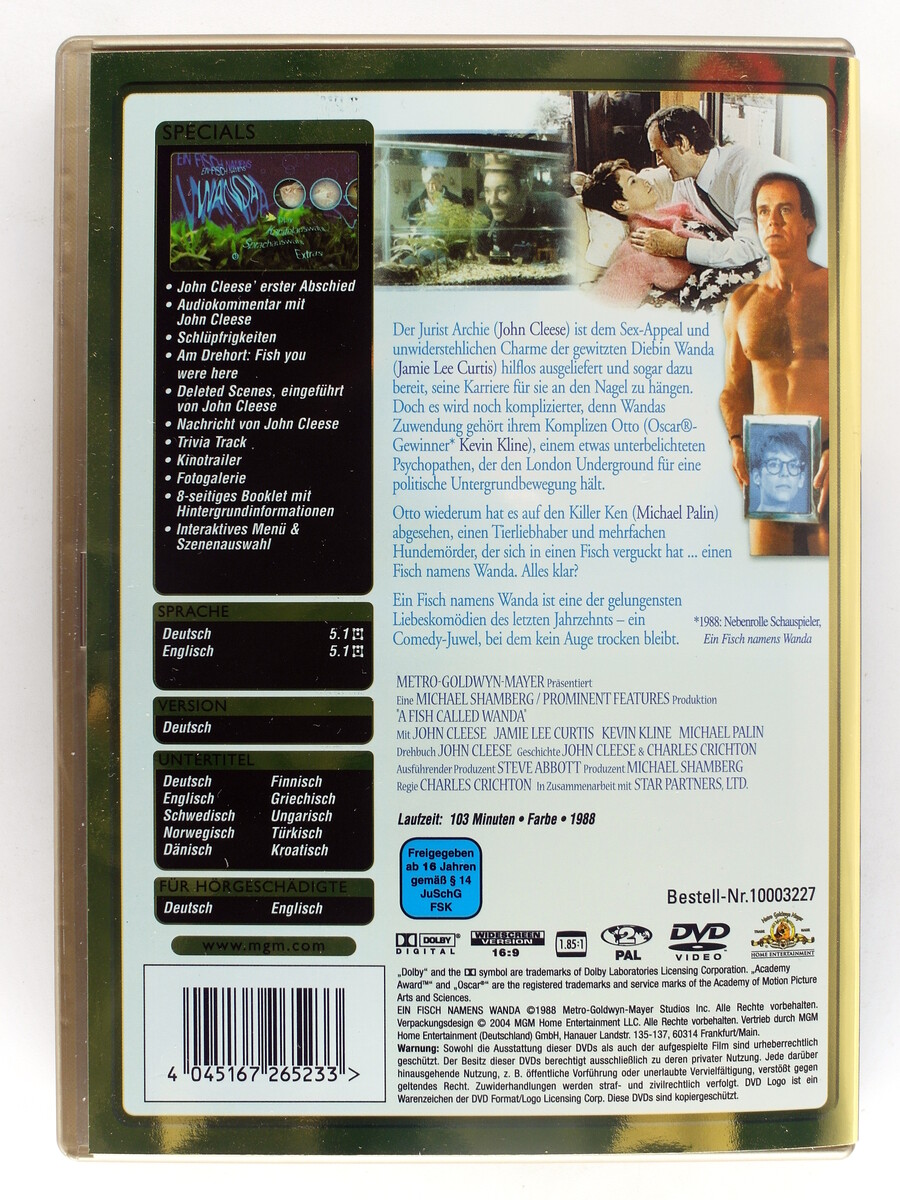 SPECIALS
EIN FISCH
NAMENS
WANDA
Sprachauswahl
Extras
• John Cleese' erster Abschied
• Audiokommentar mit
John Cleese
• Schlüpfrigkeiten
• Am Drehort: Fish you
were here
• Deleted Scenes, eingeführt
von John Cleese
• Nachricht von John Cleese
• Trivia Track
• Kinotrailer
• Fotogalerie
• 8-seitiges Booklet mit
Hintergrundinformationen
• Interaktives Menü &
Szenenauswahl
SPRACHE
Deutsch 5.1
Englisch 5.1
VERSION
Deutsch
UNTERTITEL
Deutsch Finnisch
Englisch Griechisch
Schwedisch Ungarisch
Norwegisch Türkisch
Dänisch Kroatisch
FÜR HÖRGESCHÄDIGTE
Deutsch Englisch
www.mgm.com
4 045167 265233 >
Der Jurist Archie (John Cleese) ist dem Sex-Appeal und
unwiderstehlichen Charme der gewitzten Diebin Wanda
(Jamie Lee Curtis) hilflos ausgeliefert und sogar dazu
bereit, seine Karriere für sie an den Nagel zu hängen.
Doch es wird noch komplizierter, denn Wandas
Zuwendung gehört ihrem Komplizen Otto (Oscar®-
Gewinner* Kevin Kline), einem etwas unterbelichteten
Psychopathen, der den London Underground für eine
politische Untergrundbewegung hält.
Otto wiederum hat es auf den Killer Ken (Michael Palin)
abgesehen, einen Tierliebhaber und mehrfachen
Hundemörder, der sich in einen Fisch verguckt hat ... einen
Fisch namens Wanda. Alles klar?
Ein Fisch namens Wanda ist eine der gelungensten
Liebeskomödien des letzten Jahrzehnts – ein
Comedy-Juwel, bei dem kein Auge trocken bleibt.
*1988: Nebenrolle Schauspieler,
Ein Fisch namens Wanda
METRO-GOLDWYN-MAYER Präsentiert
Eine MICHAEL SHAMBERG / PROMINENT FEATURES Produktion
"A FISH CALLED WANDA"
Mit JOHN CLEESE JAMIE LEE CURTIS KEVIN KLINE MICHAEL PALIN
Drehbuch JOHN CLEESE Geschichte JOHN CLEESE & CHARLES CRICHTON
Ausführender Produzent STEVE ABBOTT Produzent MICHAEL SHAMBERG
Regie CHARLES CRICHTON In Zusammenarbeit mit STAR PARTNERS, LTD.
Laufzeit: 103 Minuten • Farbe • 1988
Freigegeben
ab 16 Jahren
gemäß § 14
JuSchG
FSK
Bestell-Nr.10003227
DOLBY DIGITAL
WIDESCREEN VERSION 16:9
1.85:1
2 PAL
DVD VIDEO
Metro Goldwyn Mayer
TRADE MARK
HOME ENTERTAINMENT
„Dolby" and the DD symbol are trademarks of Dolby Laboratories Licensing Corporation. „Academy
Award™" and „Oscar®" are the registered trademarks and service marks of the Academy of Motion Picture
Arts and Sciences.
EIN FISCH NAMENS WANDA ©1988 Metro-Goldwyn-Mayer Studios Inc. Alle Rechte vorbehalten.
Verpackungsdesign © 2004 MGM Home Entertainment LLC. Alle Rechte vorbehalten. Vertrieb durch MGM
Home Entertainment (Deutschland) GmbH, Hanauer Landstr. 135-137, 60314 Frankfurt/Main.
Warnung: Sowohl die Ausstattung dieser DVDs als auch der aufgespielte Film sind urheberrechtlich
geschützt. Der Besitz dieser DVDs berechtigt ausschließlich zu deren privater Nutzung. Jede darüber
hinausgehende Nutzung, z. B. öffentliche Vorführung oder unerlaubte Vervielfältigung, verstößt gegen
geltendes Recht. Zuwiderhandlungen werden straf- und zivilrechtlich verfolgt. DVD Logo ist ein
Warenzeichen der DVD Format/Logo Licensing Corp. Diese DVDs sind kopiergeschützt.